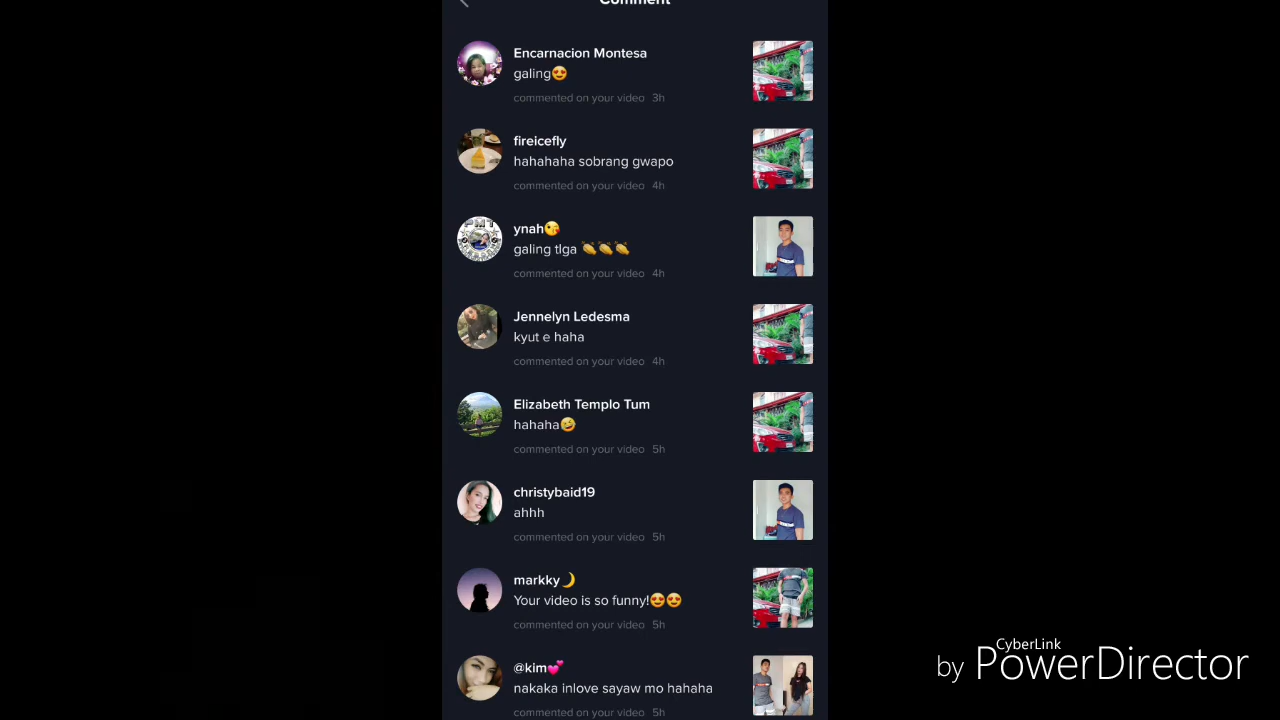 Comment
Encarnacion Montesa
galing😍
commented on your video 3h
fireicefly
hahahaha sobrang gwapo
commented on your video 4h
ynah😘
galing tlga 👏👏👏
commented on your video 4h
Jennelyn Ledesma
kyut e haha
commented on your video 4h
Elizabeth Templo Tum
hahaha🤣
commented on your video 5h
christybaid19
ahhh
commented on your video 5h
markky🌙
Your video is so funny!😍😍
commented on your video 5h
@kim💕
nakaka inlove sayaw mo hahaha
commented on your video 5h
CyberLink
by PowerDirector